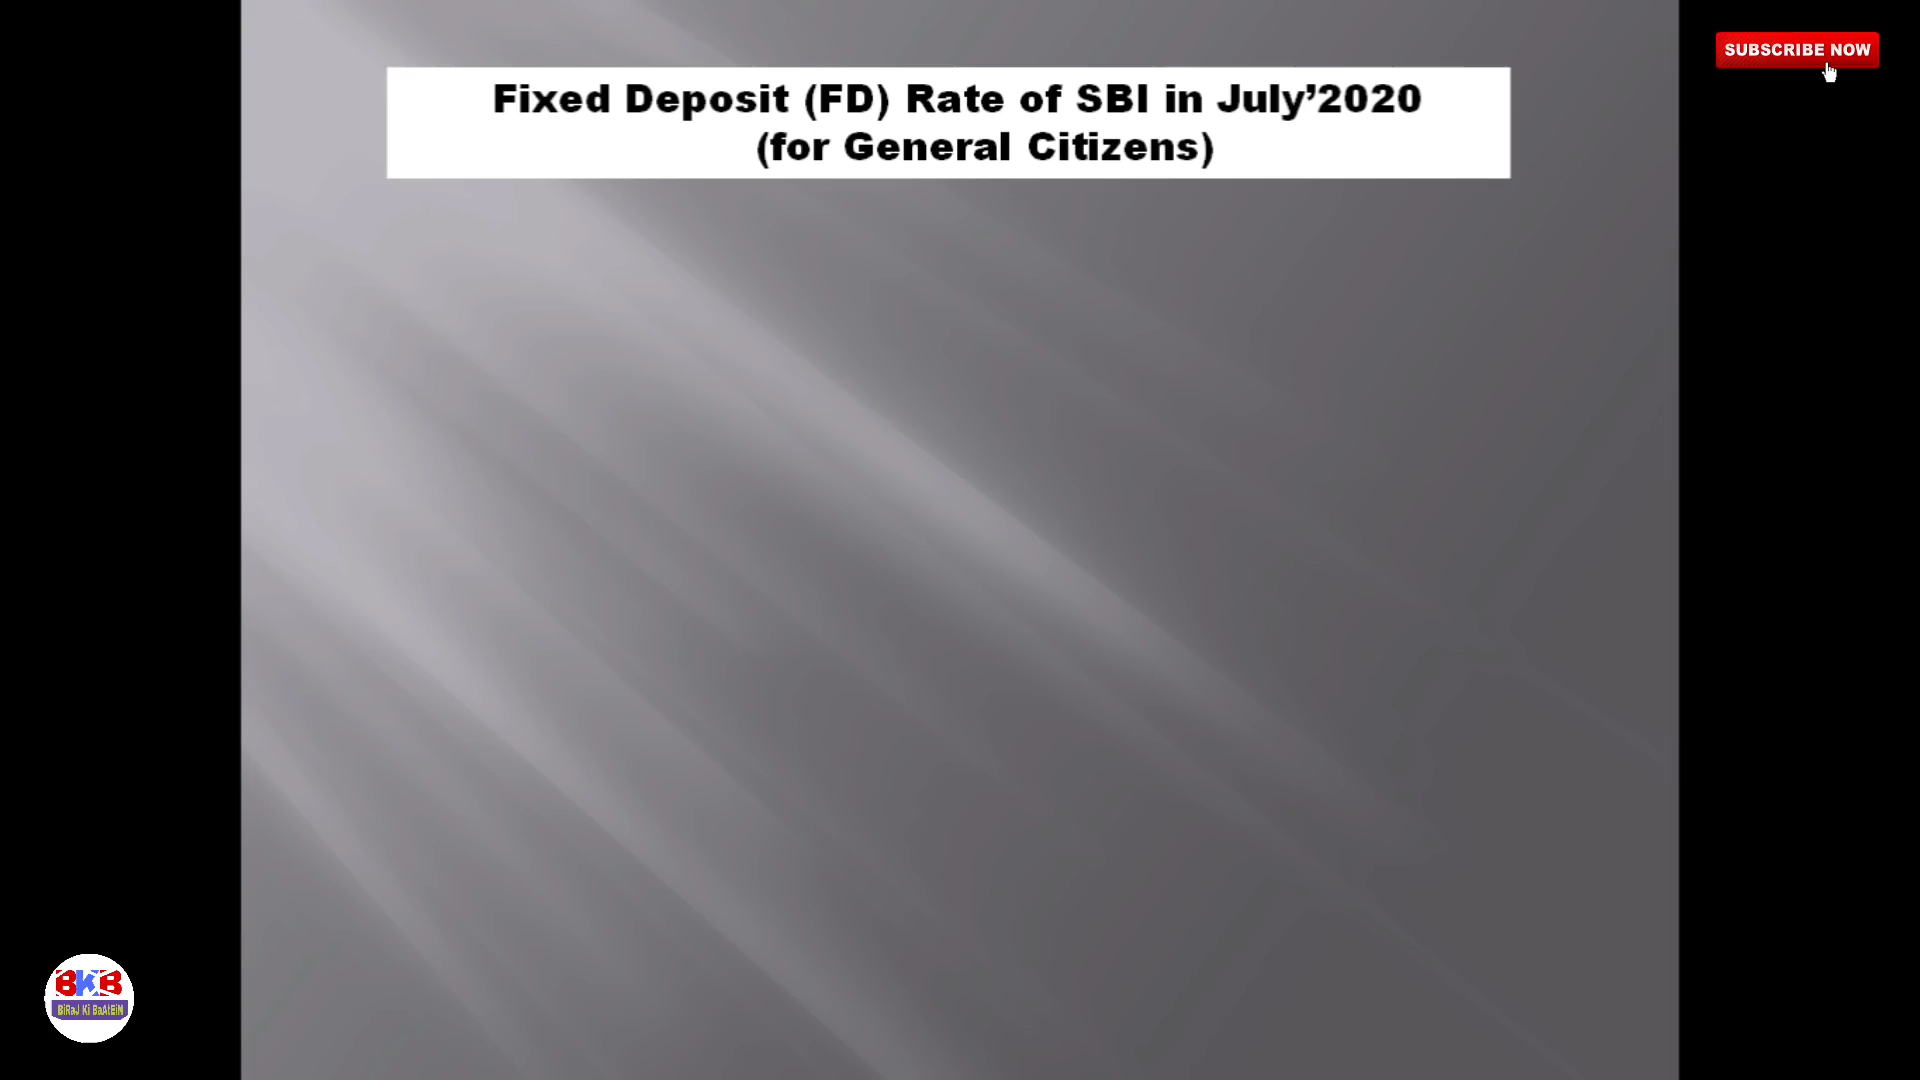 Fixed Deposit (FD) Rate of SBI in July’2020
(for General Citizens)
SUBSCRIBE NOW
BKB
BiRaJ Ki BaAtEiN